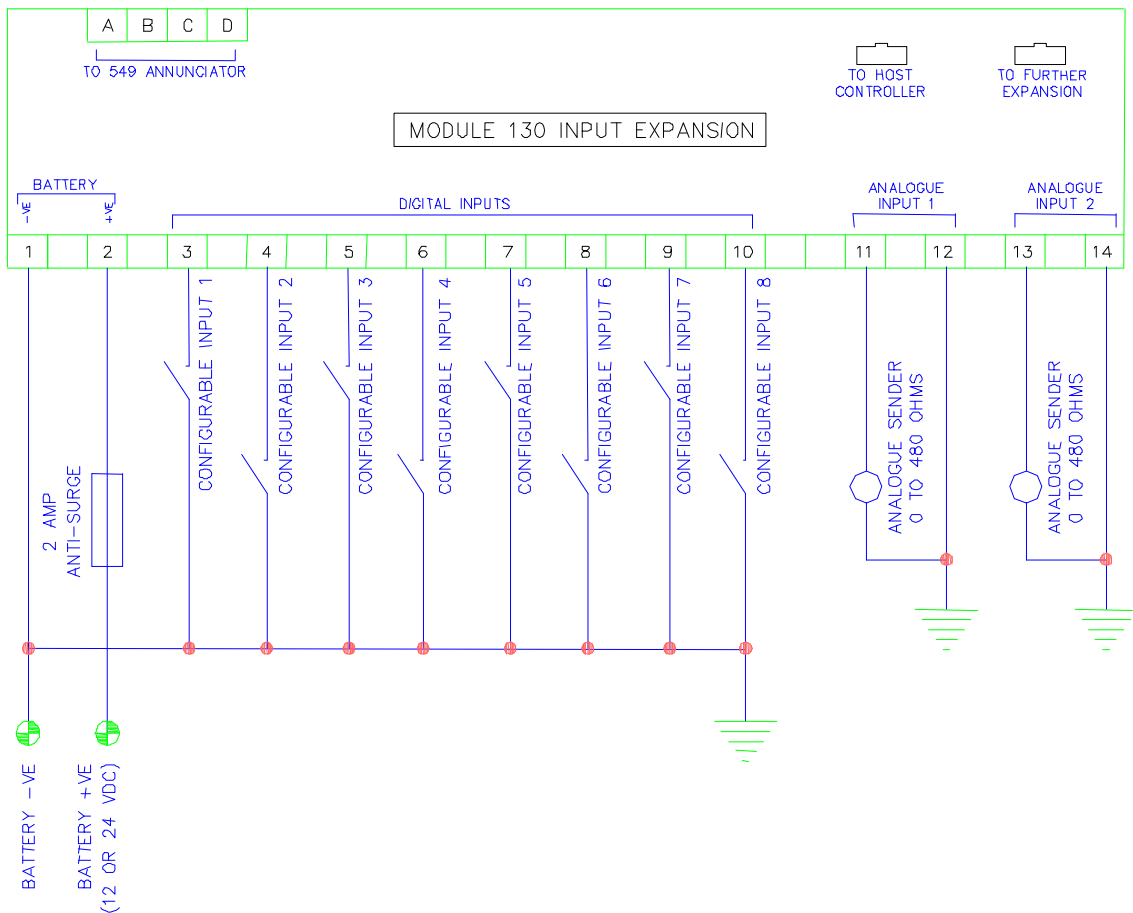 A B C D
TO 549 ANNUNCIATOR
TO HOST
CONTROLLER
TO FURTHER
EXPANSION
MODULE 130 INPUT EXPANSION
BATTERY
-VE
+VE
DIGITAL INPUTS
ANALOGUE
INPUT 1
ANALOGUE
INPUT 2
1 2 3 4 5 6 7 8 9 10 11 12 13 14
CONFIGURABLE INPUT 1
CONFIGURABLE INPUT 2
CONFIGURABLE INPUT 3
CONFIGURABLE INPUT 4
CONFIGURABLE INPUT 5
CONFIGURABLE INPUT 6
CONFIGURABLE INPUT 7
CONFIGURABLE INPUT 8
ANALOGUE SENDER
0 TO 480 OHMS
ANALOGUE SENDER
0 TO 480 OHMS
2 AMP
ANTI-SURGE
BATTERY -VE
BATTERY +VE
(12 OR 24 VDC)